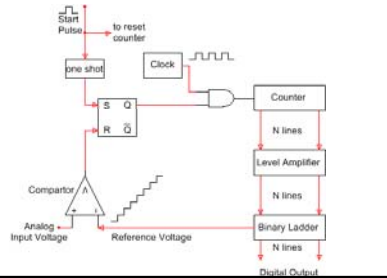 Start
Pulse
to reset
counter
one shot
Clock
S Q
R Q̃
Counter
N lines
Level Amplifier
N lines
Compartor
Analog
Input Voltage
Reference Voltage
Binary Ladder
N lines
Digital Output